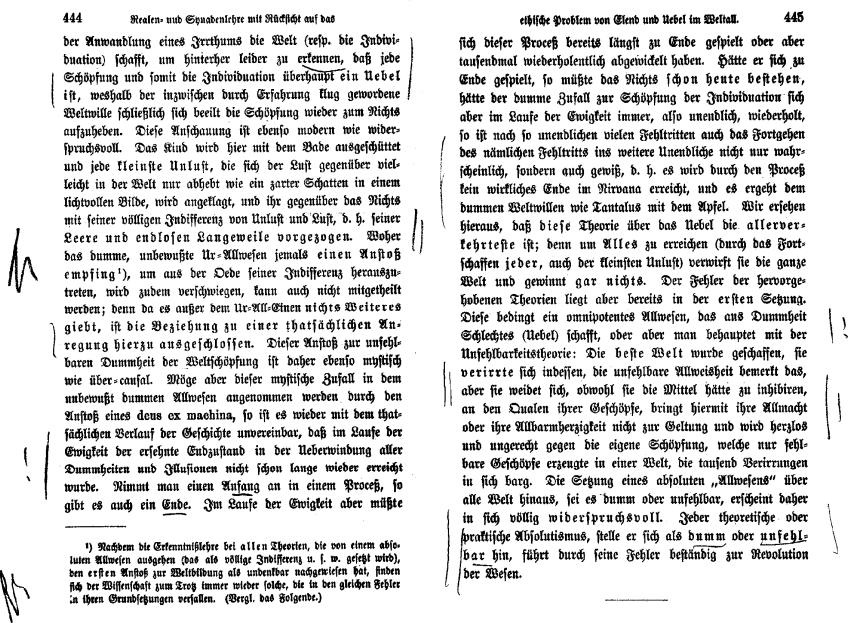 444 Realen- und Synadenlehre mit Rücksicht auf das
der Anwandlung eines Irrthums die Welt (resp. die Indivi-
duation) schafft, um hinterher leider zu erkennen, daß jede
Schöpfung und somit die Individuation überhaupt ein Uebel
ist, weshalb der inzwischen durch Erfahrung klug gewordene
Weltwille schließlich sich beeilt die Schöpfung wieder zum Nichts
aufzuheben. Diese Anschauung ist ebenso modern wie wider-
spruchsvoll. Das Kind wird hier mit dem Bade ausgeschüttet
und jede kleinste Unlust, die sich der Lust gegenüber viel-
leicht in der Welt nur abhebt wie ein zarter Schatten in einem
lichtvollen Bilde, wird angeklagt, und ihr gegenüber das Nichts
mit seiner völligen Indifferenz von Unlust und Lust, d. h. seiner
Leere und endlosen Langeweile vorgezogen. Woher
das dumme, unbewußte Ur-Allwesen jemals einen Anstoß
empfing¹), um aus der Oede seiner Indifferenz herauszu-
treten, wird zudem verschwiegen, kann auch nicht mitgetheilt
werden; denn da es außer dem Ur-All-Einen nichts Weiteres
giebt, ist die Beziehung zu einer thatsächlichen An-
regung hierzu ausgeschlossen. Dieser Anstoß zur unfehl-
baren Dummheit der Weltschöpfung ist daher ebenso mystisch
wie über-causal. Möge aber dieser mystische Zufall in dem
unbewußt dummen Allwesen angenommen werden durch den
Anstoß eines deus ex machina, so ist es wieder mit dem that-
sächlichen Verlauf der Geschichte unvereinbar, daß im Laufe der
Ewigkeit der ersehnte Endzustand in der Ueberwindung aller
Dummheiten und Illusionen nicht schon lange wieder erreicht
wurde. Nimmt man einen Anfang an in einem Proceß, so
gibt es auch ein Ende. Im Laufe der Ewigkeit aber müßte
¹) Nachdem die Erkenntnißlehre bei allen Theorien, die von einem abso-
luten Allwesen ausgehen (das als völlige Indifferenz u. s. w. gesetzt wird),
den ersten Anstoß zur Weltbildung als undenkbar nachgewiesen hat, finden
sich der Wissenschaft zum Trotz immer wieder solche, die in den gleichen Fehler
in ihren Grundsetzungen verfallen. (Vergl. das Folgende.)
ethische Problem von Elend und Uebel im Weltall. 445
sich dieser Proceß bereits längst zu Ende gespielt oder aber
tausendmal wiederholentlich abgewickelt haben. Hätte er sich zu
Ende gespielt, so müßte das Nichts schon heute bestehen,
hätte der dumme Zufall zur Schöpfung der Individuation sich
aber im Laufe der Ewigkeit immer, also unendlich, wiederholt,
so ist nach so unendlichen vielen Fehltritten auch das Fortgehen
des nämlichen Fehltritts ins weitere Unendliche nicht nur wahr-
scheinlich, sondern auch gewiß, d. h. es wird durch den Proceß
kein wirkliches Ende im Nirvana erreicht, und es ergeht dem
dummen Weltwillen wie Tantalus mit dem Apfel. Wir ersehen
hieraus, daß diese Theorie über das Uebel die allerver-
kehrteste ist; denn um Alles zu erreichen (durch das Fort-
schaffen jeder, auch der kleinsten Unlust) verwirft sie die ganze
Welt und gewinnt gar nichts. Der Fehler der hervorge-
hobenen Theorien liegt aber bereits in der ersten Setzung.
Diese bedingt ein omnipotentes Allwesen, das aus Dummheit
Schlechtes (Uebel) schafft, oder aber man behauptet mit der
Unfehlbarkeitstheorie: Die beste Welt wurde geschaffen, sie
verirrte sich indessen, die unfehlbare Allweisheit bemerkt das,
aber sie weidet sich, obwohl sie die Mittel hätte zu inhibiren,
an den Qualen ihrer Geschöpfe, bringt hiermit ihre Allmacht
oder ihre Allbarmherzigkeit nicht zur Geltung und wird herzlos
und ungerecht gegen die eigene Schöpfung, welche nur fehl-
bare Geschöpfe erzeugte in einer Welt, die tausend Verirrungen
in sich barg. Die Setzung eines absoluten „Allwesens" über
alle Welt hinaus, sei es dumm oder unfehlbar, erscheint daher
in sich völlig widerspruchsvoll. Jeder theoretische oder
praktische Absolutismus, stelle er sich als dumm oder unfehl-
bar hin, führt durch seine Fehler beständig zur Revolution
der Wesen.